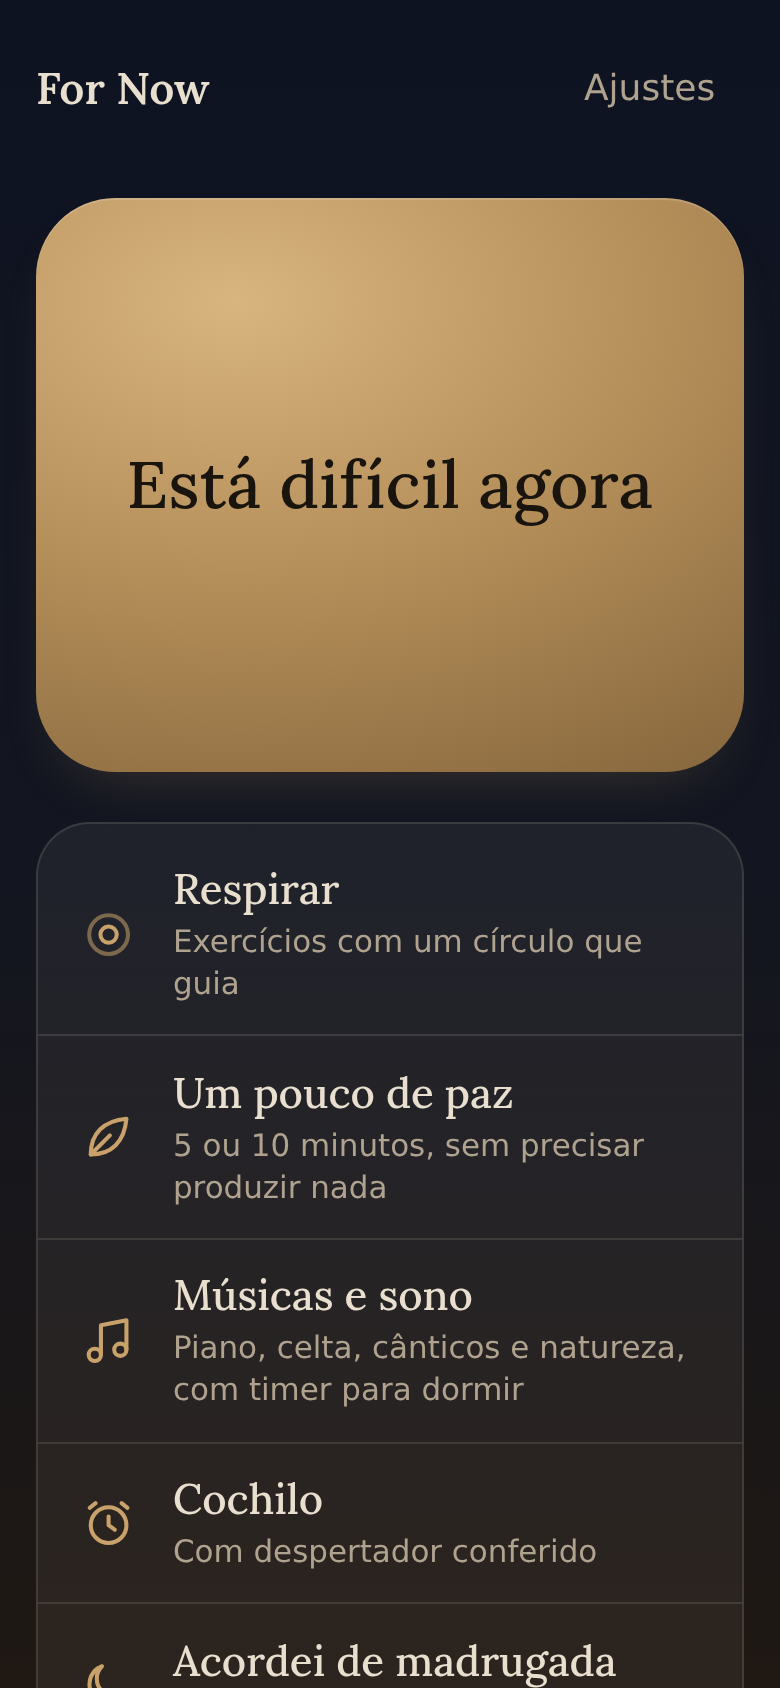 For Now
Ajustes
Está difícil agora
Respirar
Exercícios com um círculo que
guia
Um pouco de paz
5 ou 10 minutos, sem precisar
produzir nada
Músicas e sono
Piano, celta, cânticos e natureza,
com timer para dormir
Cochilo
Com despertador conferido
Acordei de madrugada